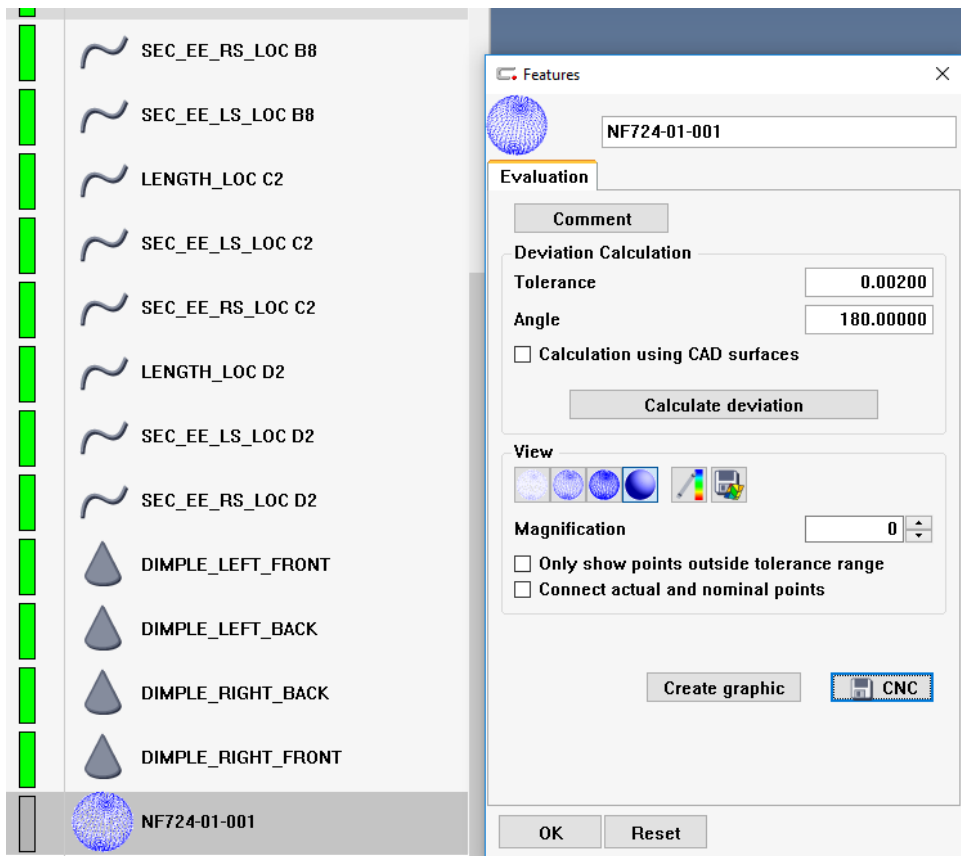 SEC_EE_RS_LOC B8
SEC_EE_LS_LOC B8
LENGTH_LOC C2
SEC_EE_LS_LOC C2
SEC_EE_RS_LOC C2
LENGTH_LOC D2
SEC_EE_LS_LOC D2
SEC_EE_RS_LOC D2
DIMPLE_LEFT_FRONT
DIMPLE_LEFT_BACK
DIMPLE_RIGHT_BACK
DIMPLE_RIGHT_FRONT
NF724-01-001
Features
NF724-01-001
Evaluation
Comment
Deviation Calculation
Tolerance 0.00200
Angle 180.00000
Calculation using CAD surfaces
Calculate deviation
View
Magnification 0
Only show points outside tolerance range
Connect actual and nominal points
Create graphic CNC
OK Reset